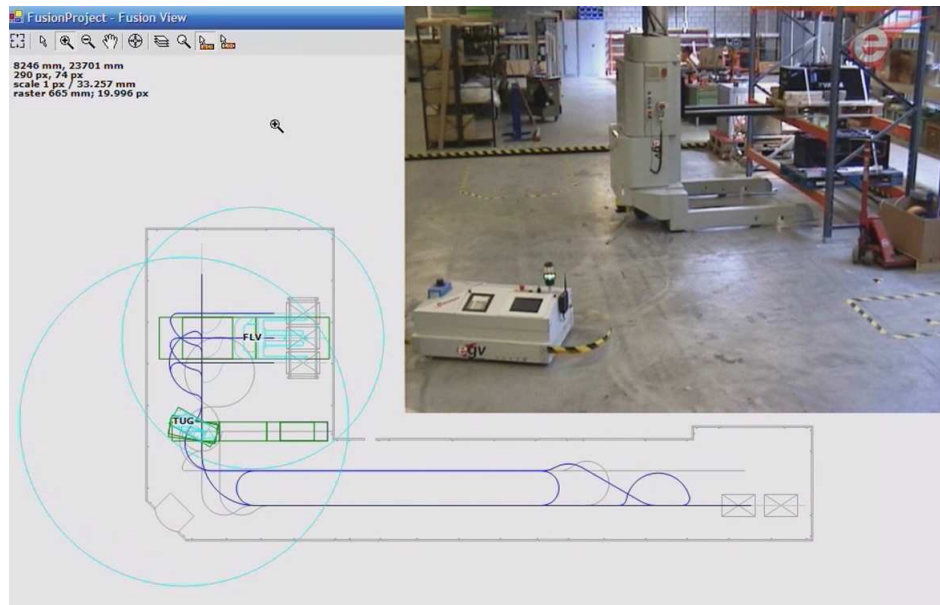 FusionProject - Fusion View
8246 mm, 23701 mm
290 px, 74 px
scale 1 px / 33.257 mm
raster 665 mm; 19.996 px
FLV
TUG
egv
e